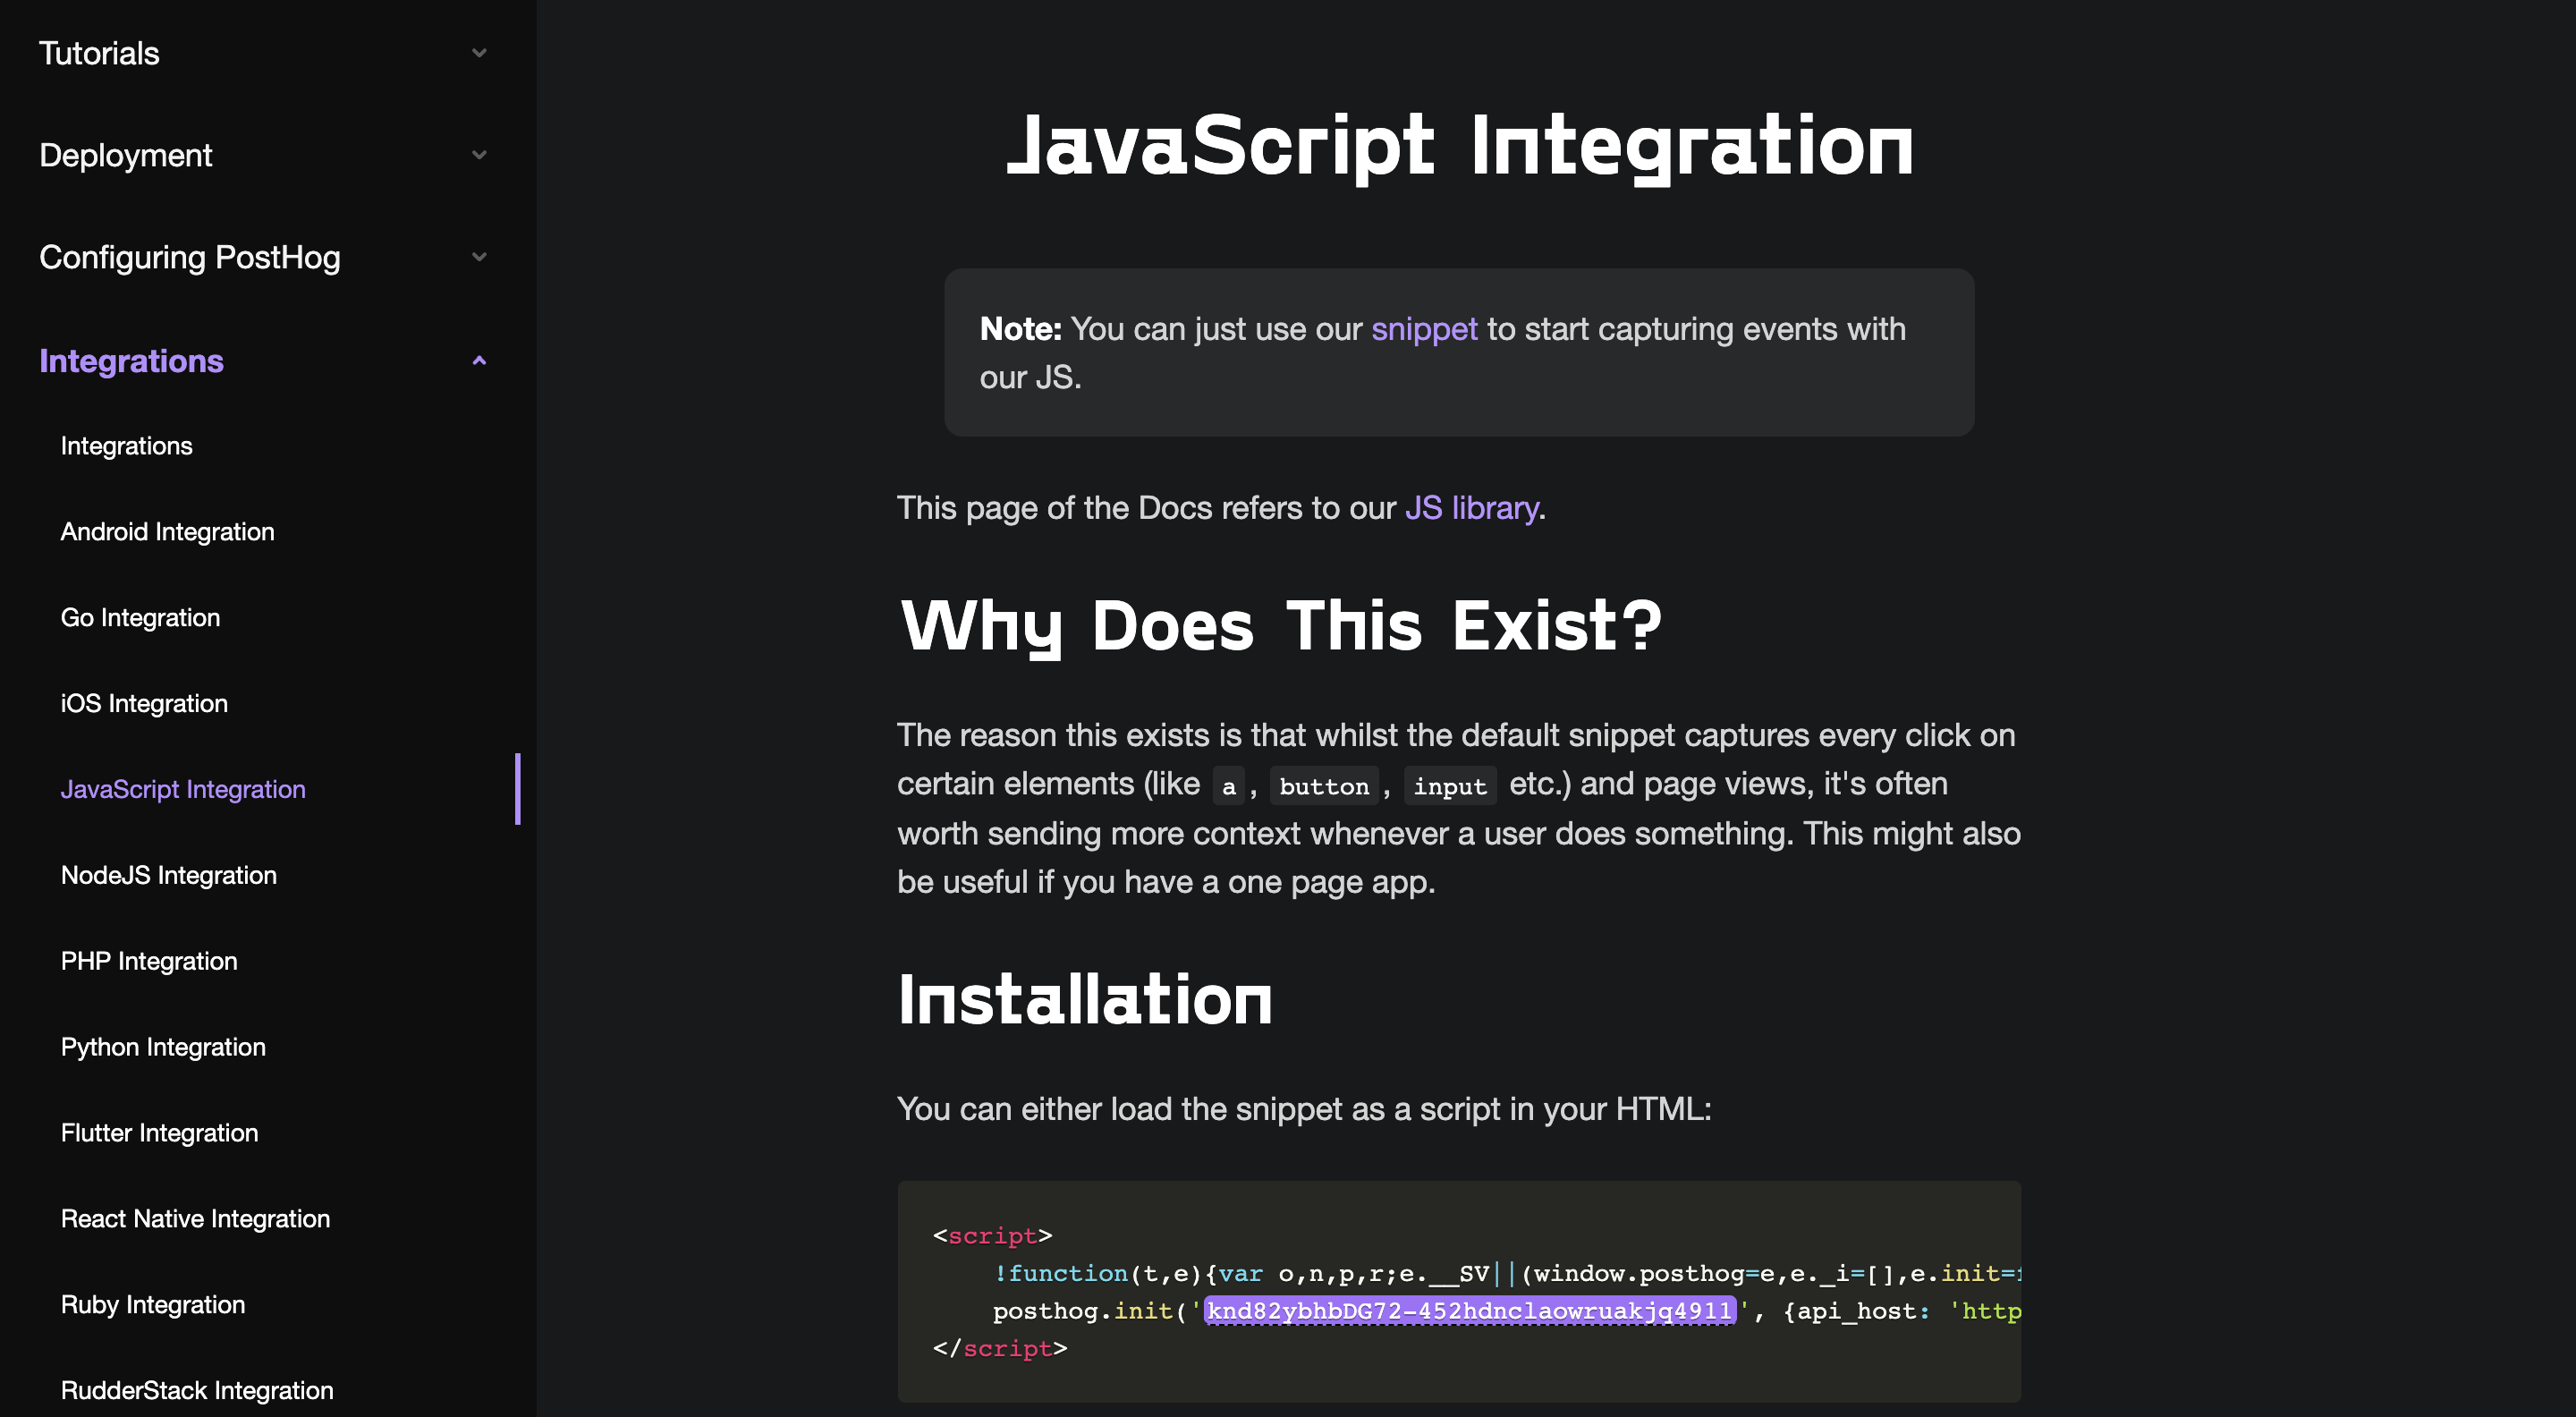 Tutorials
Deployment
Configuring PostHog
Integrations
Integrations
Android Integration
Go Integration
iOS Integration
JavaScript Integration
NodeJS Integration
PHP Integration
Python Integration
Flutter Integration
React Native Integration
Ruby Integration
RudderStack Integration
JavaScript Integration
Note: You can just use our snippet to start capturing events with
our JS.
This page of the Docs refers to our JS library.
Why Does This Exist?
The reason this exists is that whilst the default snippet captures every click on
certain elements (like a, button, input etc.) and page views, it's often
worth sending more context whenever a user does something. This might also
be useful if you have a one page app.
Installation
You can either load the snippet as a script in your HTML:
<script>
!function(t,e){var o,n,p,r;e.__SV||(window.posthog=e,e._i=[],e.init=
posthog.init('knd82ybhbDG72-452hdnclaowruakjq4911', {api_host: 'http
</script>